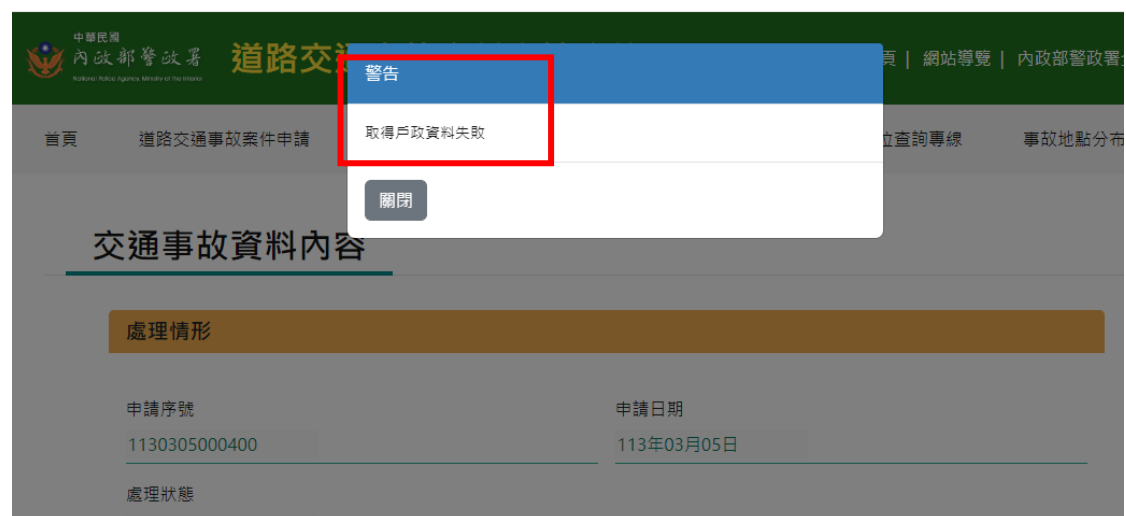 中華民國
內政部警政署
National Police Agency, Ministry of the Interior
道路交
頁 | 網站導覽 | 內政部警政署
警告
取得戶政資料失敗
關閉
首頁 道路交通事故案件申請 位查詢專線 事故地點分布
交通事故資料內容
處理情形
申請序號 申請日期
1130305000400 113年03月05日
處理狀態